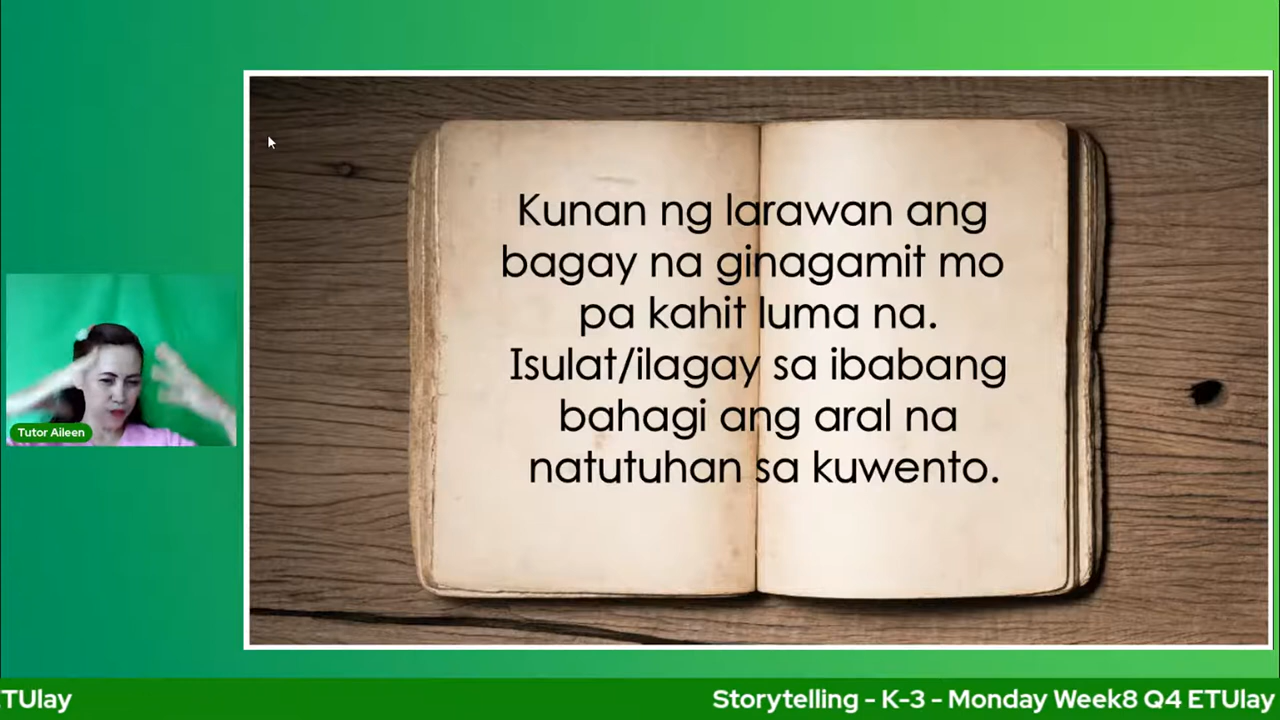 Kunan ng larawan ang
bagay na ginagamit mo
pa kahit luma na.
Isulat/ilagay sa ibabang
bahagi ang aral na
natutuhan sa kuwento.
Tutor Aileen
ETUlay
Storytelling - K-3 - Monday Week8 Q4 ETUlay